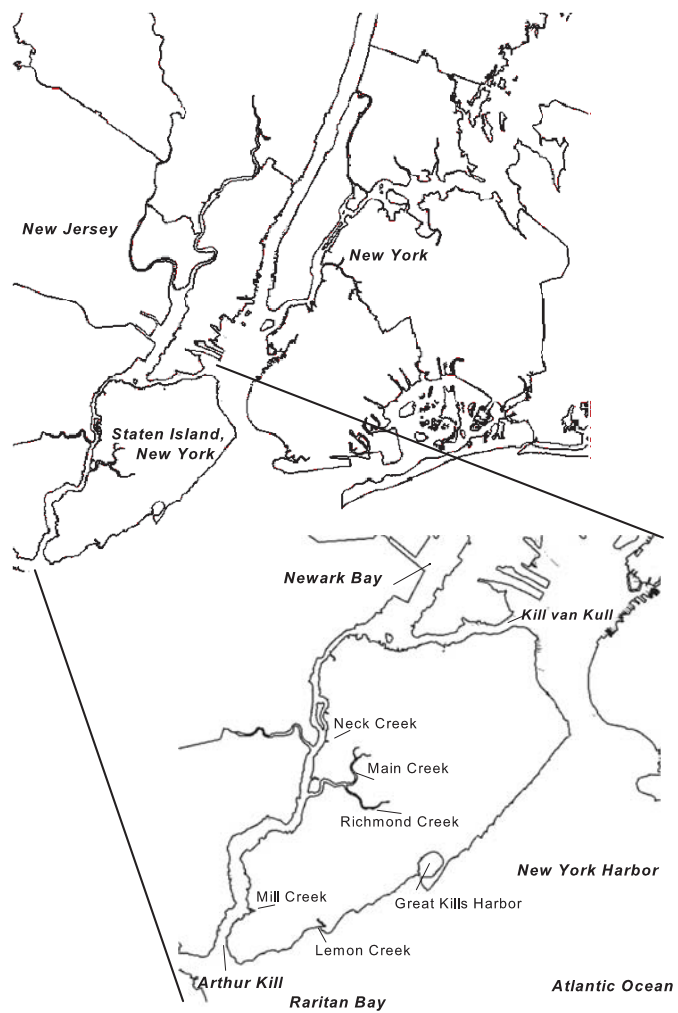 New Jersey
New York
Staten Island,
New York
Newark Bay
Kill van Kull
Neck Creek
Main Creek
Richmond Creek
New York Harbor
Mill Creek
Great Kills Harbor
Lemon Creek
Arthur Kill
Atlantic Ocean
Raritan Bay